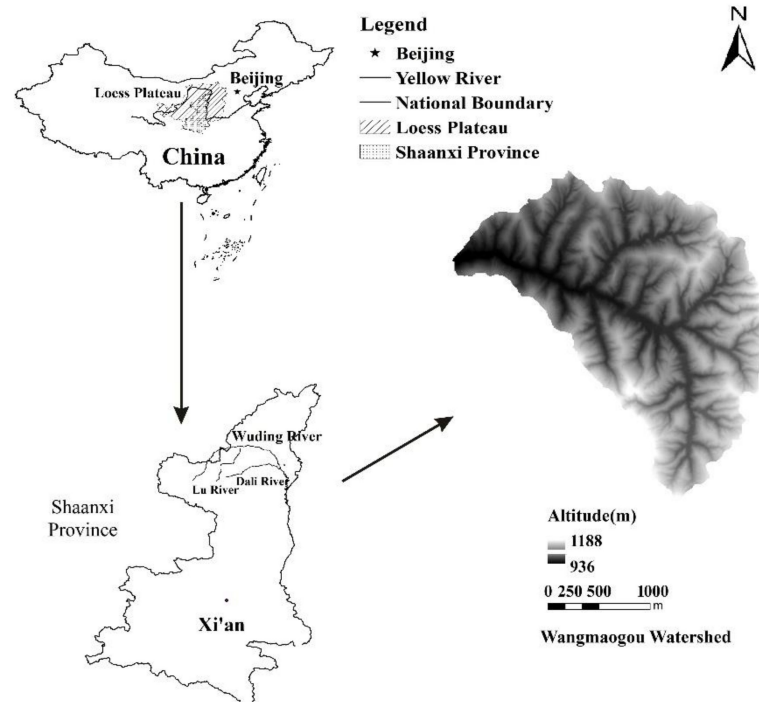 N
Legend
Beijing
Yellow River
National Boundary
Loess Plateau
Shaanxi Province
Beijing
Loess Plateau
China
Wuding River
Lu River
Dali River
Shaanxi
Province
Xi'an
Altitude(m)
1188
936
0 250 500 1000
m
Wangmaogou Watershed